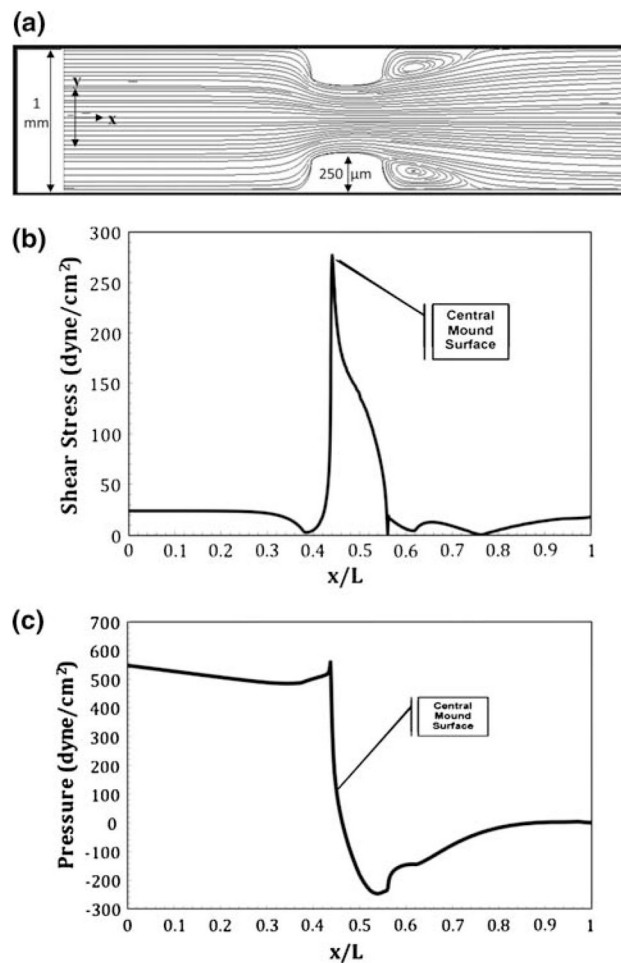 (a)
1
mm
y
x
250 μm
(b)
300
250
200
150
100
50
0
Shear Stress (dyne/cm²)
Central
Mound
Surface
0 0.1 0.2 0.3 0.4 0.5 0.6 0.7 0.8 0.9 1
x/L
(c)
700
600
500
400
300
200
100
0
-100
-200
-300
Pressure (dyne/cm²)
Central
Mound
Surface
0 0.1 0.2 0.3 0.4 0.5 0.6 0.7 0.8 0.9 1
x/L